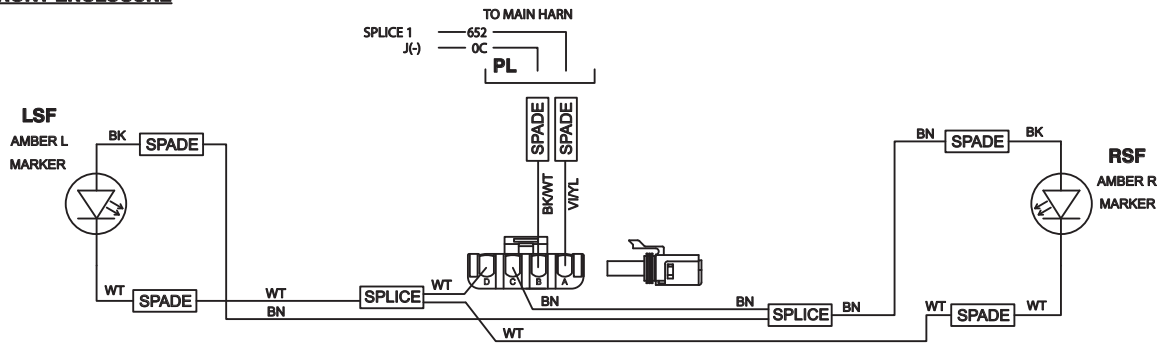 TO MAIN HARN
SPLICE 1 652
J(-) 0C
PL
LSF
AMBER L
MARKER
BK SPADE
SPADE
SPADE
BN SPADE BK
RSF
AMBER R
MARKER
BK/WT
VI/YL
D C B A
WT SPADE WT SPLICE WT
BN
BN BN SPLICE BN
WT
WT SPADE WT